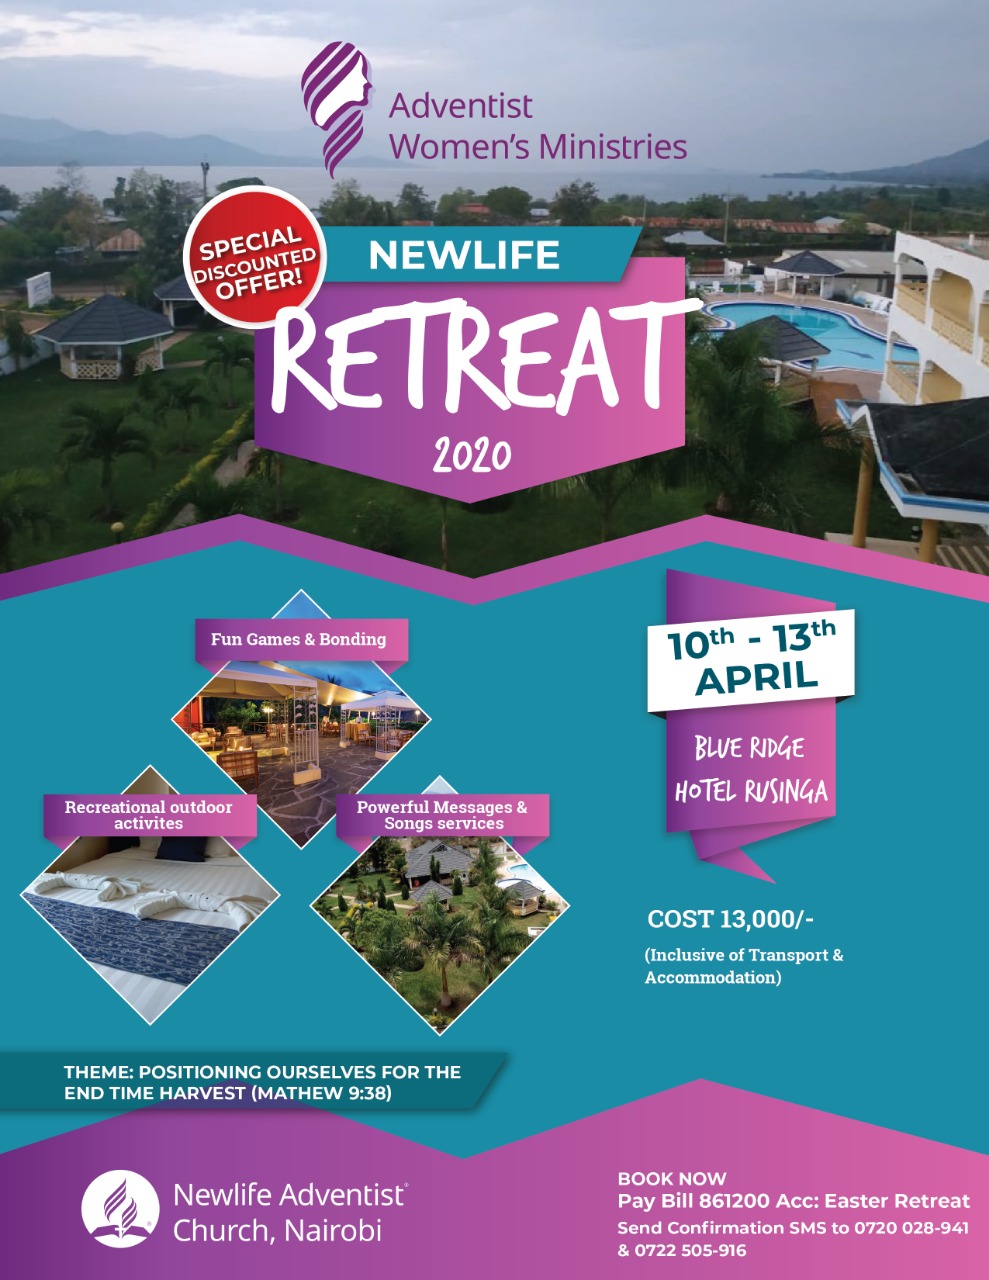 Adventist
Women's Ministries
SPECIAL
DISCOUNTED
OFFER!
NEWLIFE
RETREAT
2020
Fun Games & Bonding
Recreational outdoor
activites
Powerful Messages &
Songs services
10th - 13th
APRIL
BLUE RIDGE
HOTEL RUSINGA
COST 13,000/-
(Inclusive of Transport &
Accommodation)
THEME: POSITIONING OURSELVES FOR THE
END TIME HARVEST (MATHEW 9:38)
Newlife Adventist®
Church, Nairobi
BOOK NOW
Pay Bill 861200 Acc: Easter Retreat
Send Confirmation SMS to 0720 028-941
& 0722 505-916